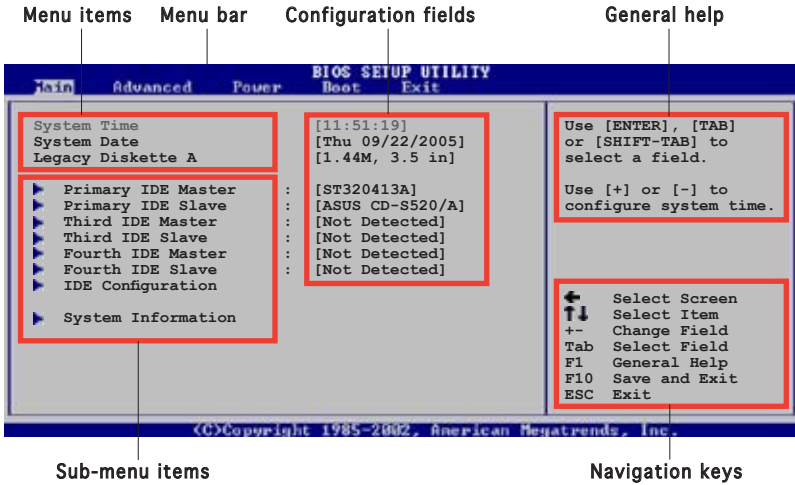 Menu items Menu bar Configuration fields General help
BIOS SETUP UTILITY
Main Advanced Power Boot Exit
System Time [11:51:19]
System Date [Thu 09/22/2005]
Legacy Diskette A [1.44M, 3.5 in]
Primary IDE Master : [ST320413A]
Primary IDE Slave : [ASUS CD-S520/A]
Third IDE Master : [Not Detected]
Third IDE Slave : [Not Detected]
Fourth IDE Master : [Not Detected]
Fourth IDE Slave : [Not Detected]
IDE Configuration
System Information
Use [ENTER], [TAB]
or [SHIFT-TAB] to
select a field.
Use [+] or [-] to
configure system time.
Select Screen
Select Item
+- Change Field
Tab Select Field
F1 General Help
F10 Save and Exit
ESC Exit
(C)Copyright 1985-2002, American Megatrends, Inc.
Sub-menu items Navigation keys